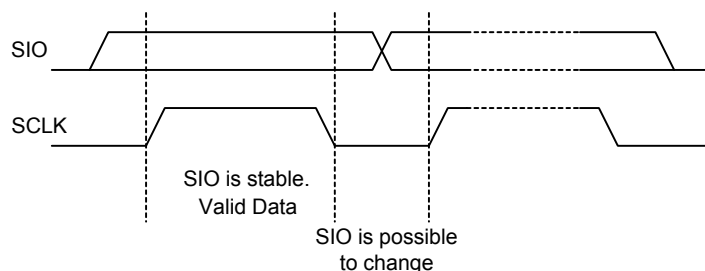 SIO
SCLK
SIO is stable.
Valid Data
SIO is possible
to change